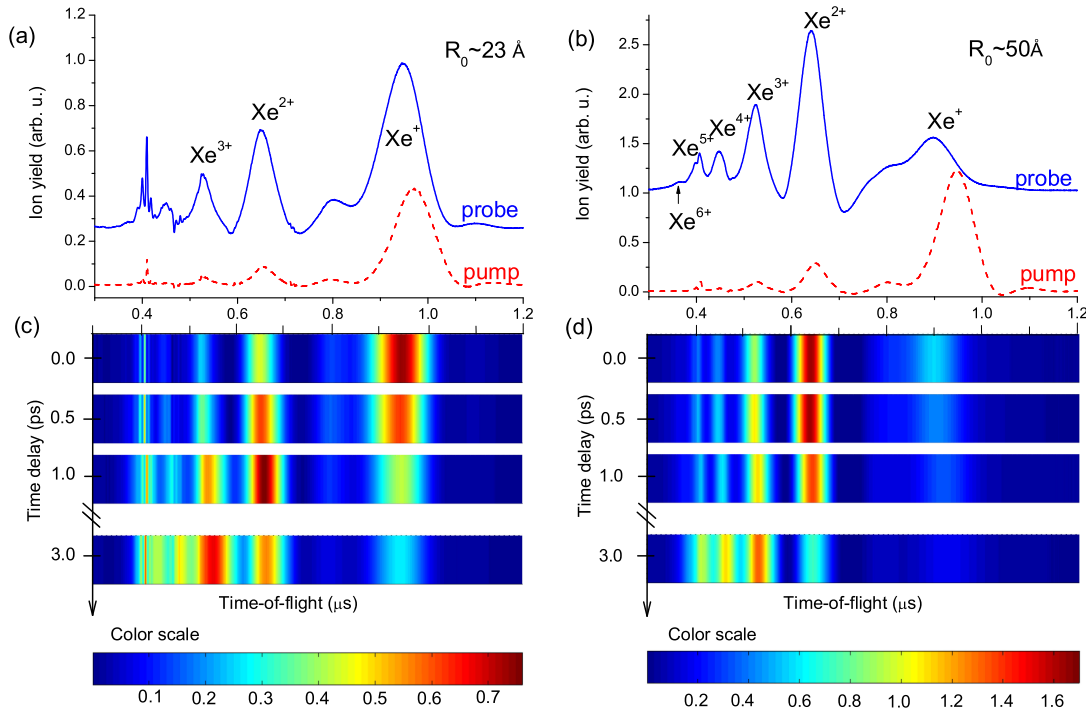 (a)
R₀~23 Å
Ion yield (arb. u.)
1.2
1.0
0.8
0.6
0.4
0.2
0.0
Xe³⁺
Xe²⁺
Xe⁺
probe
pump
0.4 0.6 0.8 1.0 1.2
(b)
R₀~50Å
Ion yield (arb. u.)
2.5
2.0
1.5
1.0
0.5
0.0
Xe⁶⁺
Xe⁵⁺
Xe⁴⁺
Xe³⁺
Xe²⁺
Xe⁺
probe
pump
0.4 0.6 0.8 1.0 1.2
(c)
Time delay (ps)
0.0
0.5
1.0
3.0
Time-of-flight (μs)
Color scale
0.1 0.2 0.3 0.4 0.5 0.6 0.7
(d)
Time delay (ps)
0.0
0.5
1.0
3.0
Time-of-flight (μs)
Color scale
0.2 0.4 0.6 0.8 1.0 1.2 1.4 1.6